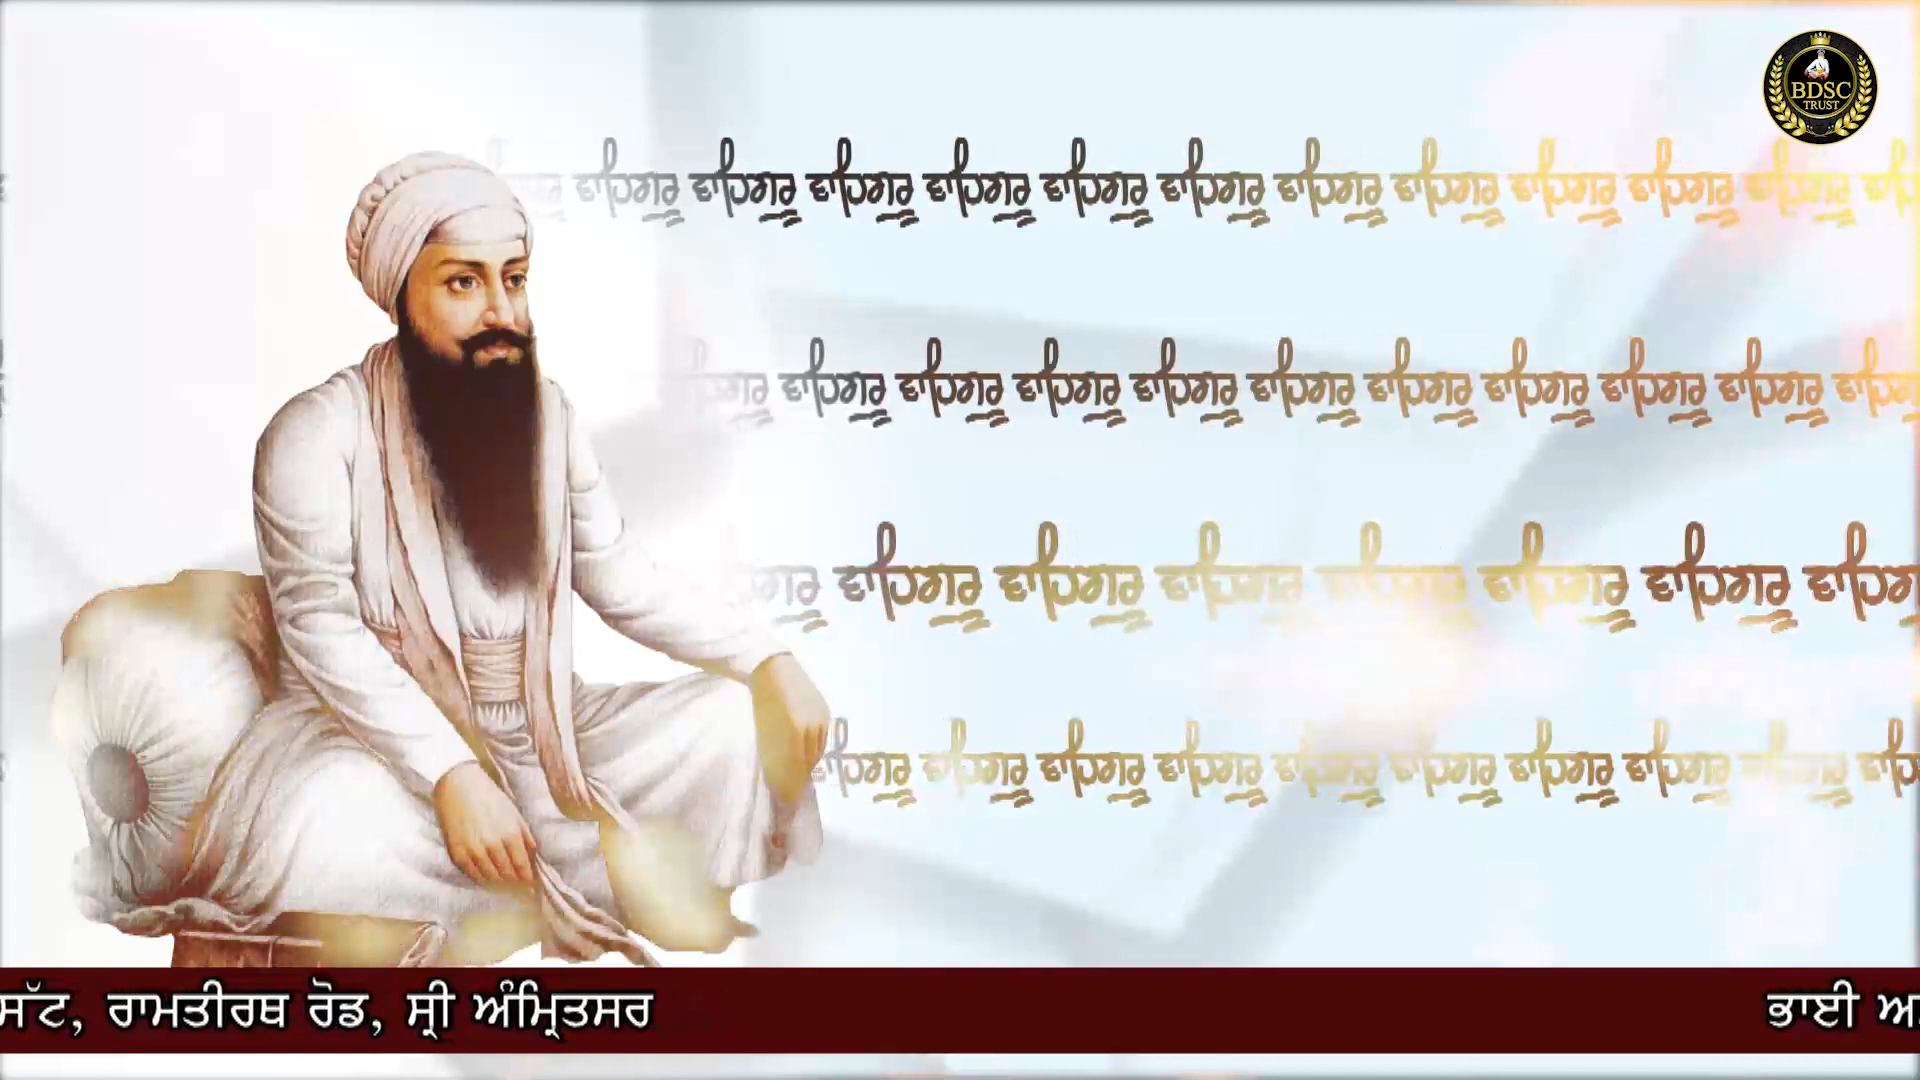 BDSC
TRUST
ਵਾਹਿਗੁਰੂ ਵਾਹਿਗੁਰੂ ਵਾਹਿਗੁਰੂ ਵਾਹਿਗੁਰੂ ਵਾਹਿਗੁਰੂ ਵਾਹਿਗੁਰੂ ਵਾਹਿਗੁਰੂ ਵਾਹਿਗੁਰੂ ਵਾਹਿਗੁਰੂ ਵਾਹਿਗੁਰੂ ਵਾਹਿਗੁਰੂ
ਵਾਹਿਗੁਰੂ ਵਾਹਿਗੁਰੂ ਵਾਹਿਗੁਰੂ ਵਾਹਿਗੁਰੂ ਵਾਹਿਗੁਰੂ ਵਾਹਿਗੁਰੂ ਵਾਹਿਗੁਰੂ ਵਾਹਿਗੁਰੂ ਵਾਹਿਗੁਰੂ
ਵਾਹਿਗੁਰੂ ਵਾਹਿਗੁਰੂ ਵਾਹਿਗੁਰੂ ਵਾਹਿਗੁਰੂ ਵਾਹਿਗੁਰੂ ਵਾਹਿਗੁਰੂ
ਵਾਹਿਗੁਰੂ ਵਾਹਿਗੁਰੂ ਵਾਹਿਗੁਰੂ ਵਾਹਿਗੁਰੂ ਵਾਹਿਗੁਰੂ ਵਾਹਿਗੁਰੂ ਵਾਹਿਗੁਰੂ ਵਾਹਿਗੁਰੂ ਵਾਹਿਗੁਰੂ
ਰਾਮਤੀਰਥ ਰੋਡ, ਸ੍ਰੀ ਅੰਮ੍ਰਿਤਸਰ ਭਾਈ